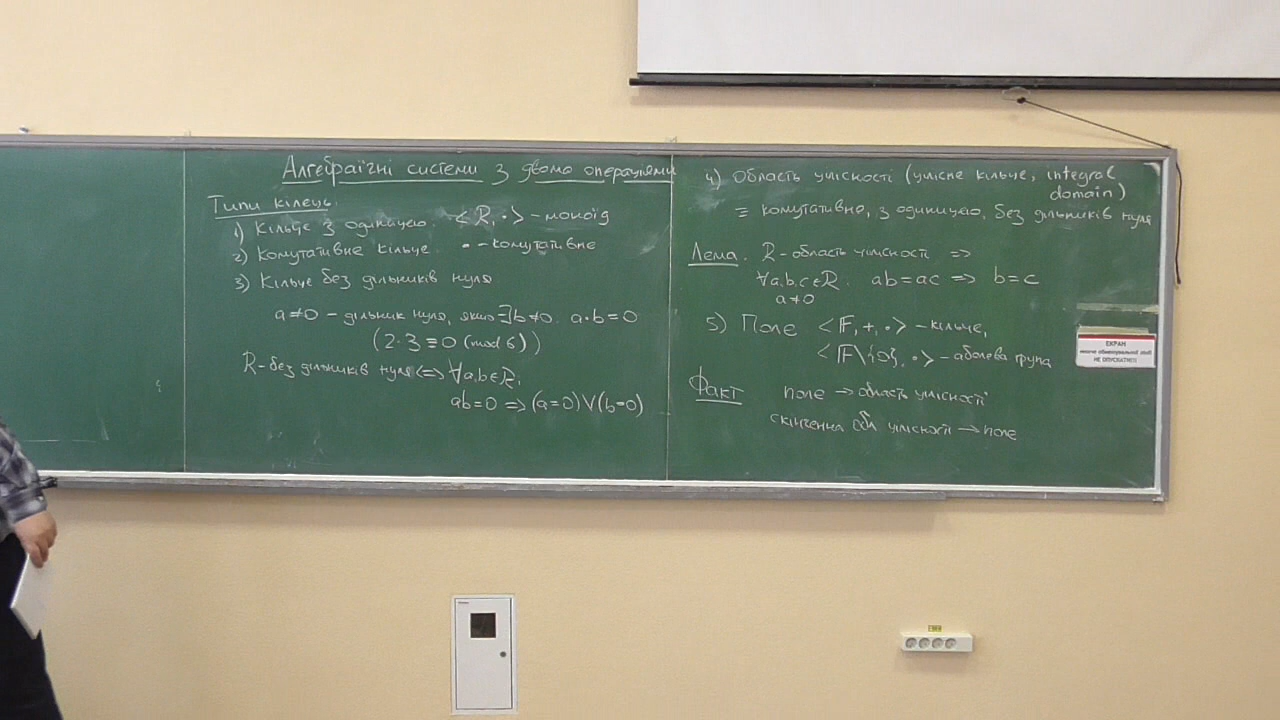 Алгебраїчні системи з двома операціями
Типи кілець.
1) Кільце з одиницею. <R, •> – моноїд
2) Комутативне кільце. • – комутативне
3) Кільце без дільників нуля
a≠0 – дільник нуля, якщо ∃b≠0. a·b=0
(2·3≡0 (mod 6))
R-без дільників нуля ⇔ ∀a,b∈R,
ab=0 ⇒ (a=0)∨(b=0)
4) Область цілісності (цілісне кільце, integral
domain)
≡ комутативне, з одиницею, без дільників нуля
Лема. R-область цілісності ⇒
∀a,b,c∈R. ab=ac ⇒ b=c
a≠0
5) Поле <F, +, •> – кільце,
<F\{0}, •> – абелева група
Факт поле → область цілісності
скінченна обл цілісності → поле
ЕКРАН
НЕ ОПУСКАТИ!!!